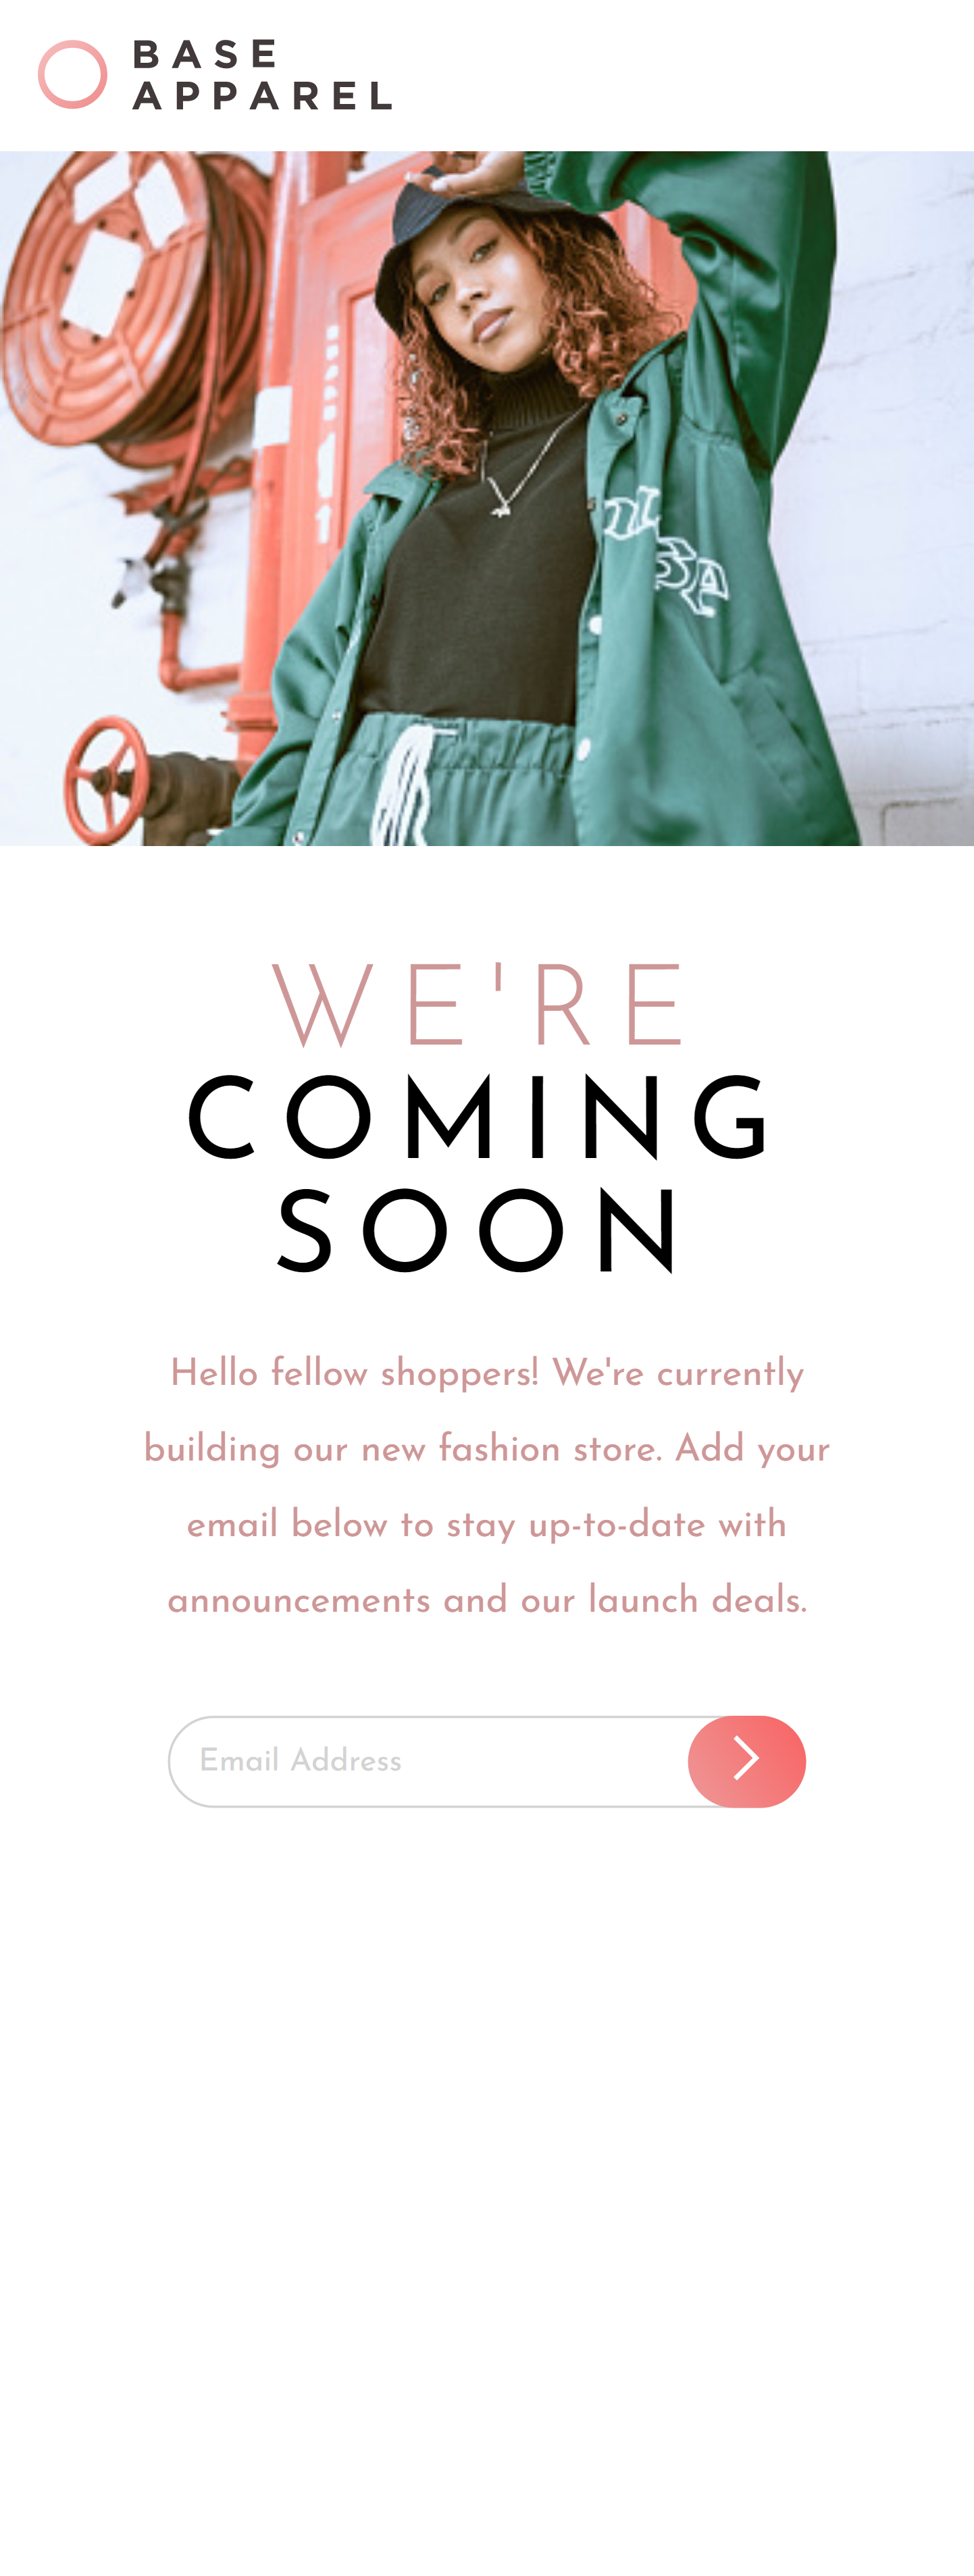 BASE
APPAREL
WE'RE
COMING
SOON
Hello fellow shoppers! We're currently
building our new fashion store. Add your
email below to stay up-to-date with
announcements and our launch deals.
Email Address